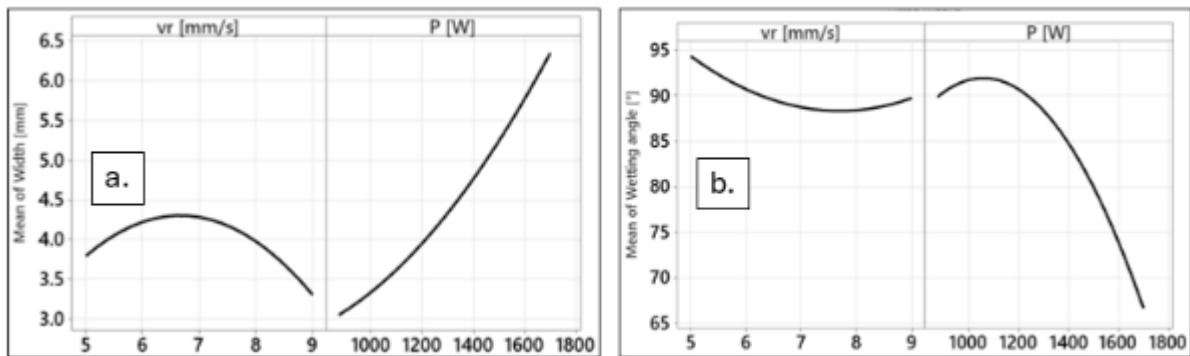 vr [mm/s] P [W]
Mean of Width [mm]
6.5
6.0
5.5
5.0
4.5
4.0
3.5
3.0
a.
5 6 7 8 9 1000 1200 1400 1600 1800
vr [mm/s] P [W]
Mean of Wetting angle [°]
95
90
85
80
75
70
65
b.
5 6 7 8 9 1000 1200 1400 1600 1800